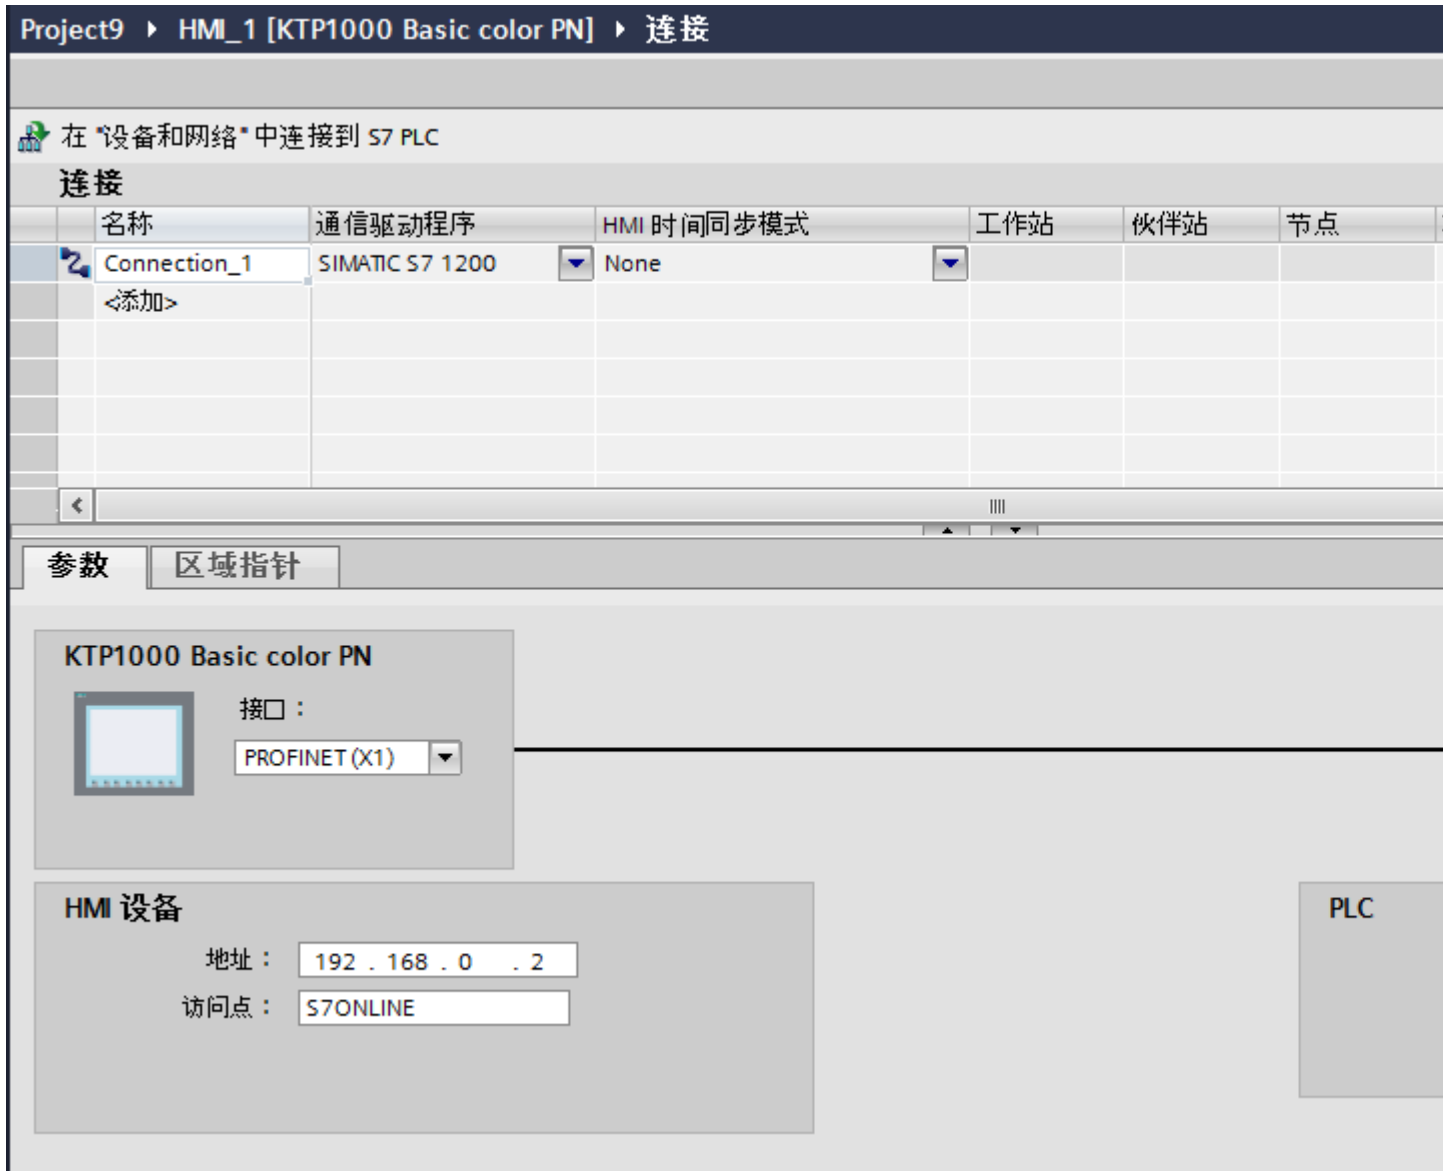 Project9 ▸ HMI_1 [KTP1000 Basic color PN] ▸ 连接
在 "设备和网络" 中连接到 S7 PLC
连接
名称 通信驱动程序 HMI 时间同步模式 工作站 伙伴站 节点
Connection_1 SIMATIC S7 1200 None
<添加>
参数 区域指针
KTP1000 Basic color PN
接口：
PROFINET (X1)
HMI 设备 PLC
地址： 192 . 168 . 0 . 2
访问点： S7ONLINE